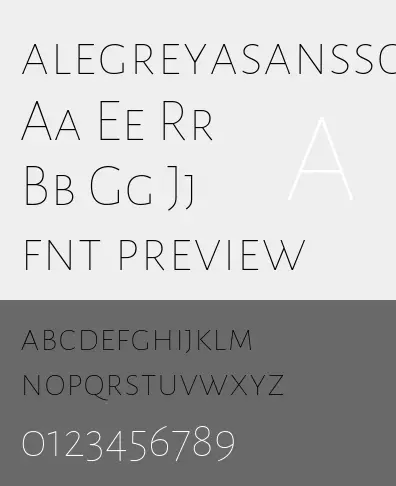 ALEGREYASANSSC
AA EE RR
A
BB GG JJ
FNT PREVIEW
ABCDEFGHIJKLM
NOPQRSTUVWXYZ
0123456789